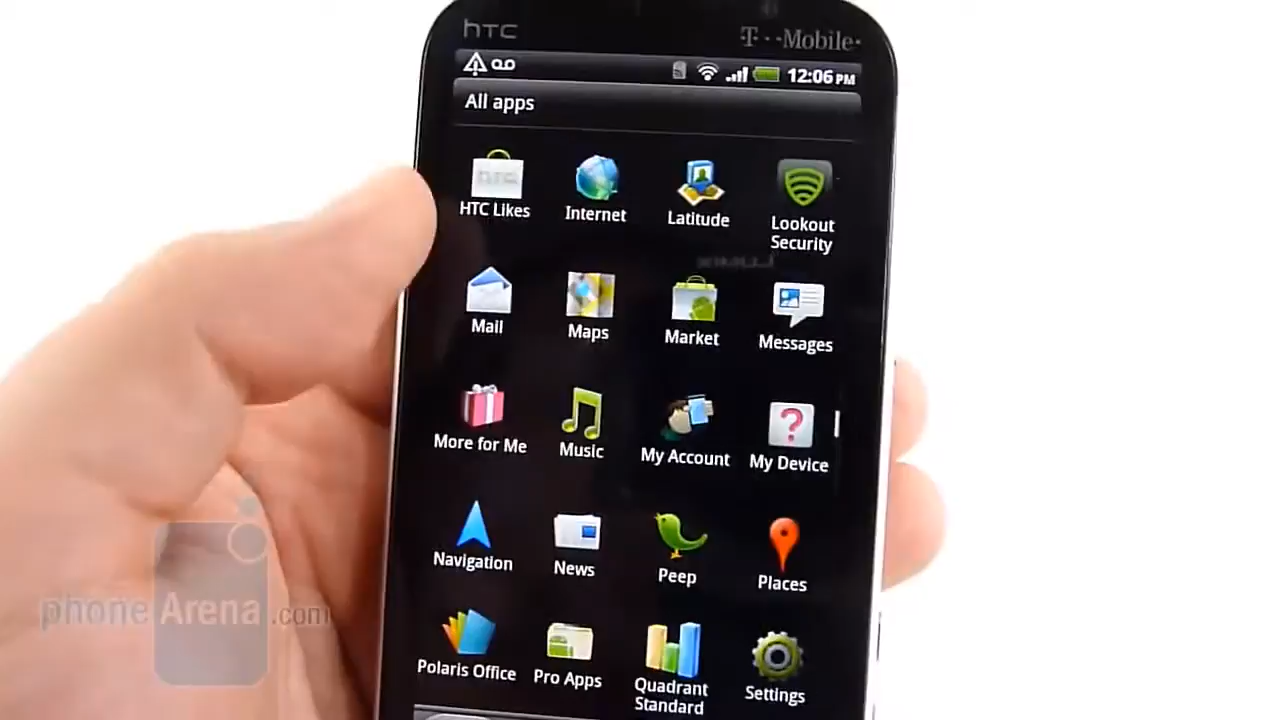 hTC
T··Mobile·
12:06 PM
All apps
HTC Likes
Internet
Latitude
Lookout
Security
Mail
Maps
Market
Messages
More for Me
Music
My Account
My Device
Navigation
News
Peep
Places
Polaris Office
Pro Apps
Quadrant
Standard
Settings
phoneArena.com